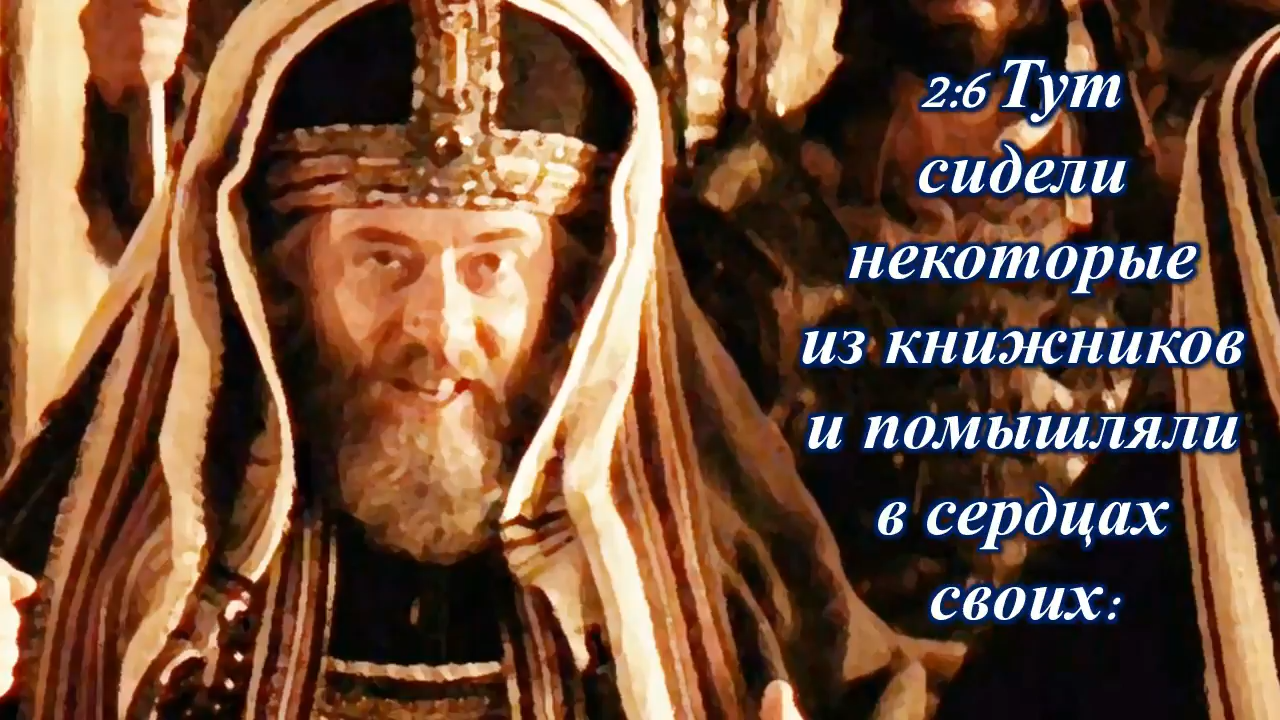 2:6 Тут
сидели
некоторые
из книжников
и помышляли
в сердцах
своих: